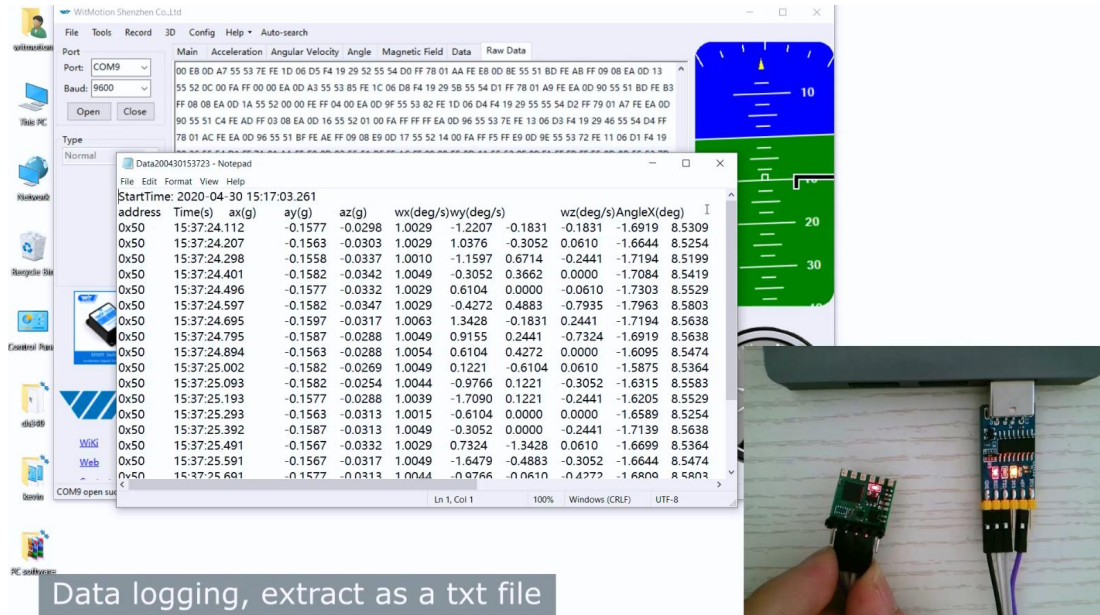 WitMotion Shenzhen Co.,Ltd
File Tools Record 3D Config Help Auto-search
Port
Port: COM9
Baud: 9600
Open Close
Type
Normal
Main Acceleration Angular Velocity Angle Magnetic Field Data Raw Data
00 E8 0D A7 55 53 7E FE 1D 06 D5 F4 19 29 52 55 54 D0 FF 78 01 AA FE E8 0D BE 55 51 BD FE AB FF 09 08 EA 0D 13
55 52 0C 00 FA FF 00 00 EA 0D A3 55 53 85 FE 1C 06 D8 F4 19 29 5B 55 54 D1 FF 78 01 A9 FE EA 0D 90 55 51 BD FE B3
FF 08 08 EA 0D 1A 55 52 00 00 FE FF 04 00 EA 0D 9F 55 53 82 FE 1D 06 D4 F4 19 29 55 55 54 D2 FF 79 01 A7 FE EA 0D
90 55 51 C4 FE AD FF 03 08 EA 0D 16 55 52 01 00 FA FF FF FF EA 0D 96 55 53 7E FE 13 06 D3 F4 19 29 46 55 54 D4 FF
78 01 AC FE EA 0D 96 55 51 BF FE AE FF 09 08 E9 0D 17 55 52 14 00 FA FF F5 FF E9 0D 9E 55 53 72 FE 11 06 D1 F4 19
10
20
30
witmotion
This PC
Network
Recycle Bin
Control Pan
ch340
kevin
PC software
WiKi
Web
COM9 open suc
Data200430153723 - Notepad
File Edit Format View Help
StartTime: 2020-04-30 15:17:03.261
address Time(s) ax(g) ay(g) az(g) wx(deg/s)wy(deg/s) wz(deg/s)AngleX(deg)
0x50 15:37:24.112 -0.1577 -0.0298 1.0029 -1.2207 -0.1831 -0.1831 -1.6919 8.5309
0x50 15:37:24.207 -0.1563 -0.0303 1.0029 1.0376 -0.3052 0.0610 -1.6644 8.5254
0x50 15:37:24.298 -0.1558 -0.0337 1.0010 -1.1597 0.6714 -0.2441 -1.7194 8.5199
0x50 15:37:24.401 -0.1582 -0.0342 1.0049 -0.3052 0.3662 0.0000 -1.7084 8.5419
0x50 15:37:24.496 -0.1577 -0.0332 1.0029 0.6104 0.0000 -0.0610 -1.7303 8.5529
0x50 15:37:24.597 -0.1582 -0.0347 1.0029 -0.4272 0.4883 -0.7935 -1.7963 8.5803
0x50 15:37:24.695 -0.1597 -0.0317 1.0063 1.3428 -0.1831 0.2441 -1.7194 8.5638
0x50 15:37:24.795 -0.1587 -0.0288 1.0049 0.9155 0.2441 -0.7324 -1.6919 8.5638
0x50 15:37:24.894 -0.1563 -0.0288 1.0054 0.6104 0.4272 0.0000 -1.6095 8.5474
0x50 15:37:25.002 -0.1582 -0.0269 1.0049 0.1221 -0.6104 0.0610 -1.5875 8.5364
0x50 15:37:25.093 -0.1582 -0.0254 1.0044 -0.9766 0.1221 -0.3052 -1.6315 8.5583
0x50 15:37:25.193 -0.1577 -0.0288 1.0039 -1.7090 0.1221 -0.2441 -1.6205 8.5529
0x50 15:37:25.293 -0.1563 -0.0313 1.0015 -0.6104 0.0000 0.0000 -1.6589 8.5254
0x50 15:37:25.392 -0.1587 -0.0313 1.0049 -0.3052 0.0000 -0.2441 -1.7139 8.5638
0x50 15:37:25.491 -0.1567 -0.0332 1.0029 0.7324 -1.3428 0.0610 -1.6699 8.5364
0x50 15:37:25.591 -0.1567 -0.0317 1.0049 -1.6479 -0.4883 -0.3052 -1.6644 8.5474
0x50 15:37:25.691 -0.1577 -0.0313 1.0044 -0.9766 -0.0610 -0.4272 -1.6809 8.5803
Ln 1, Col 1 100% Windows (CRLF) UTF-8
Data logging, extract as a txt file